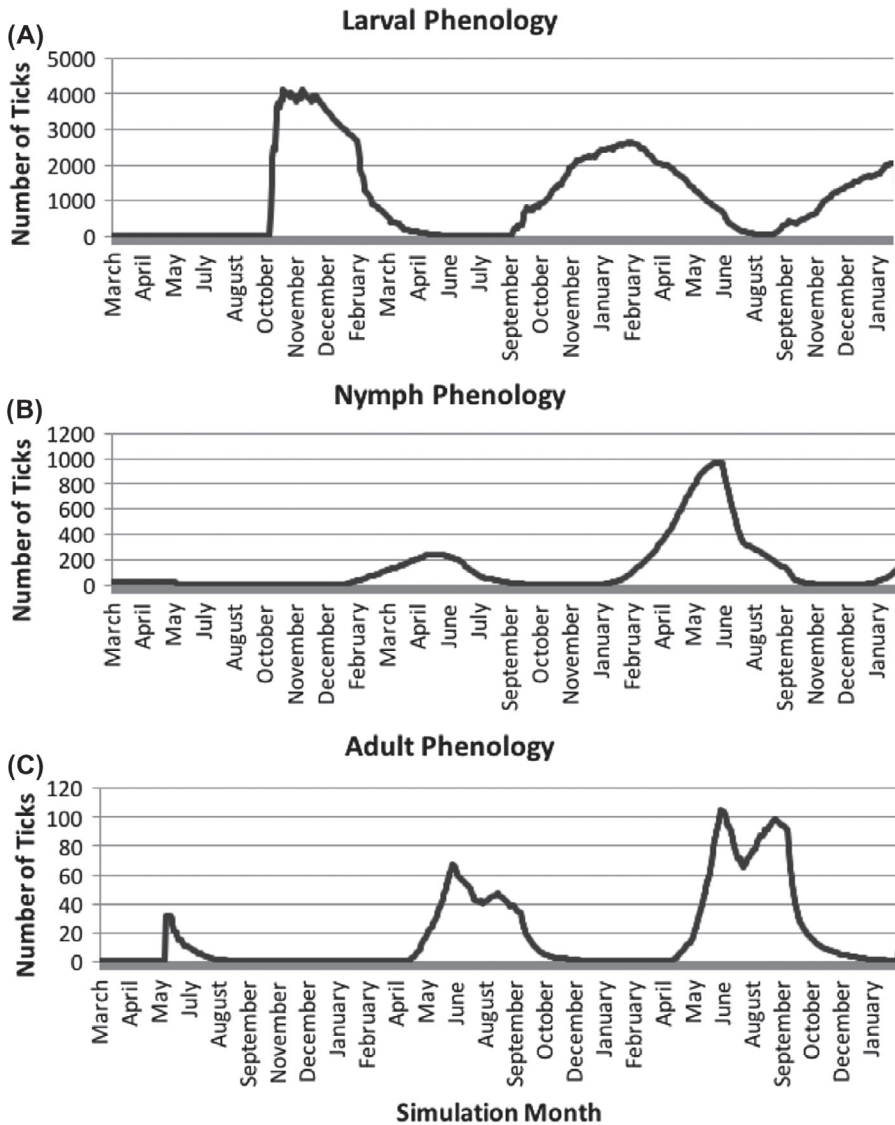 (A)
Larval Phenology
Number of Ticks
5000
4000
3000
2000
1000
0
March
April
May
July
August
October
November
December
February
March
April
June
July
September
October
November
January
February
April
May
June
August
September
November
December
January
(B)
Nymph Phenology
Number of Ticks
1200
1000
800
600
400
200
0
March
April
May
July
August
October
November
December
February
March
April
June
July
September
October
November
January
February
April
May
June
August
September
November
December
January
(C)
Adult Phenology
Number of Ticks
120
100
80
60
40
20
0
March
April
May
July
August
September
November
December
January
February
April
May
June
August
September
October
December
January
February
April
May
June
August
September
October
December
January
Simulation Month